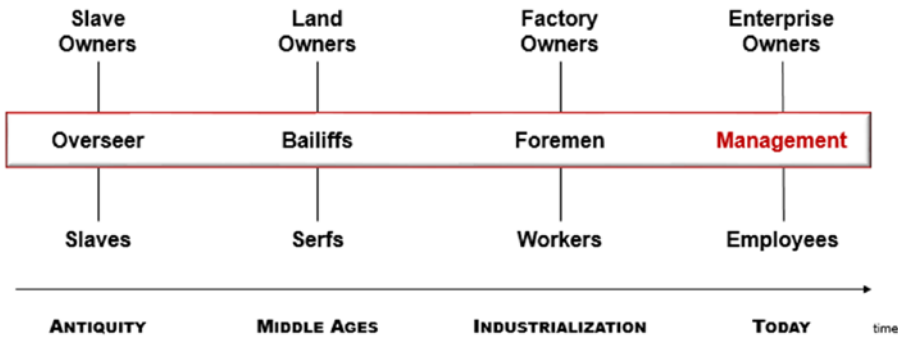 Slave
Owners
Land
Owners
Factory
Owners
Enterprise
Owners
Overseer
Bailiffs
Foremen
Management
Slaves
Serfs
Workers
Employees
ANTIQUITY
MIDDLE AGES
INDUSTRIALIZATION
TODAY
time